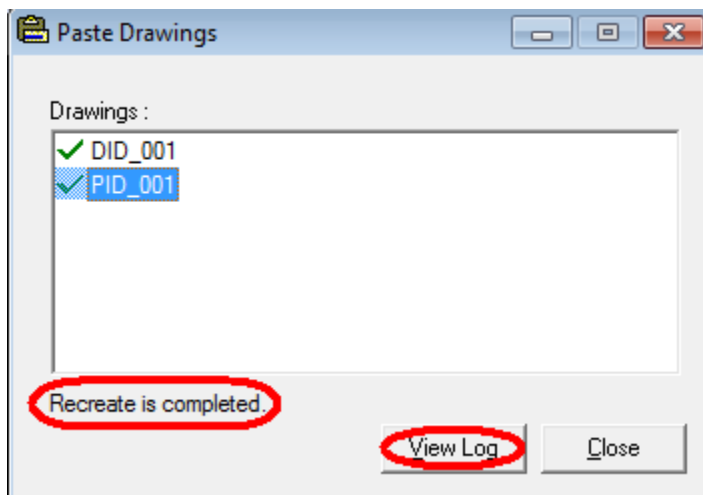 Paste Drawings
Drawings :
DID_001
PID_001
Recreate is completed.
View Log
Close